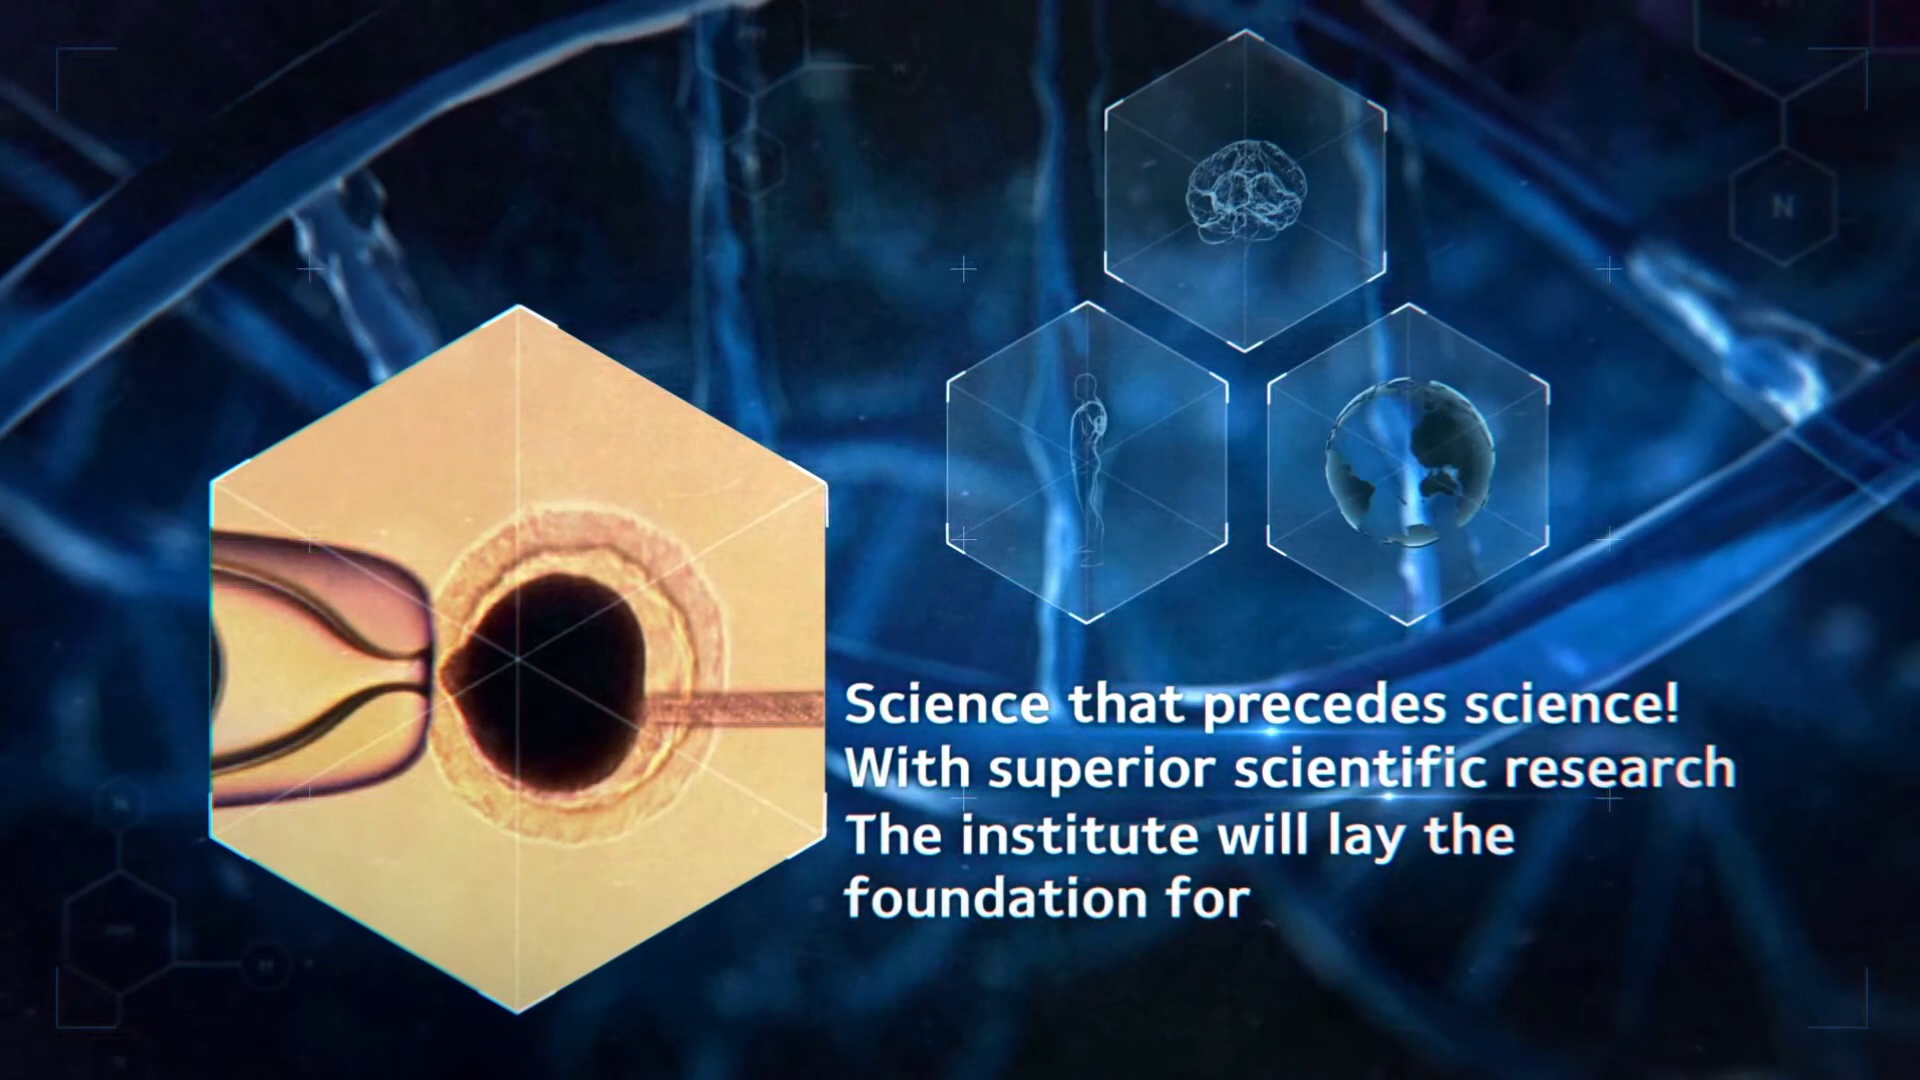 N
Science that precedes science!
With superior scientific research
The institute will lay the
foundation for